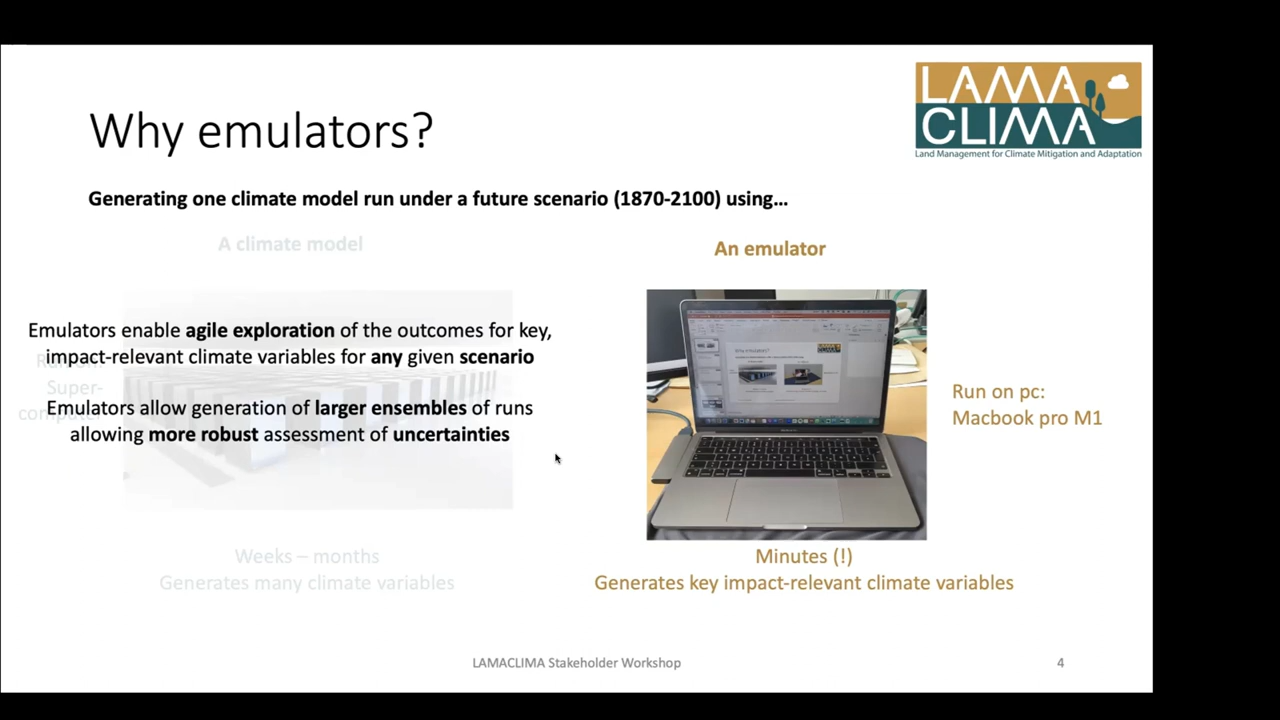 LAMA
CLIMA
Land Management for Climate Mitigation and Adaptation
Why emulators?
Generating one climate model run under a future scenario (1870-2100) using…
A climate model
An emulator
Emulators enable agile exploration of the outcomes for key,
impact-relevant climate variables for any given scenario
Super-
Emulators allow generation of larger ensembles of runs
allowing more robust assessment of uncertainties
Run on pc:
Macbook pro M1
Weeks – months
Generates many climate variables
Minutes (!)
Generates key impact-relevant climate variables
LAMACLIMA Stakeholder Workshop
4